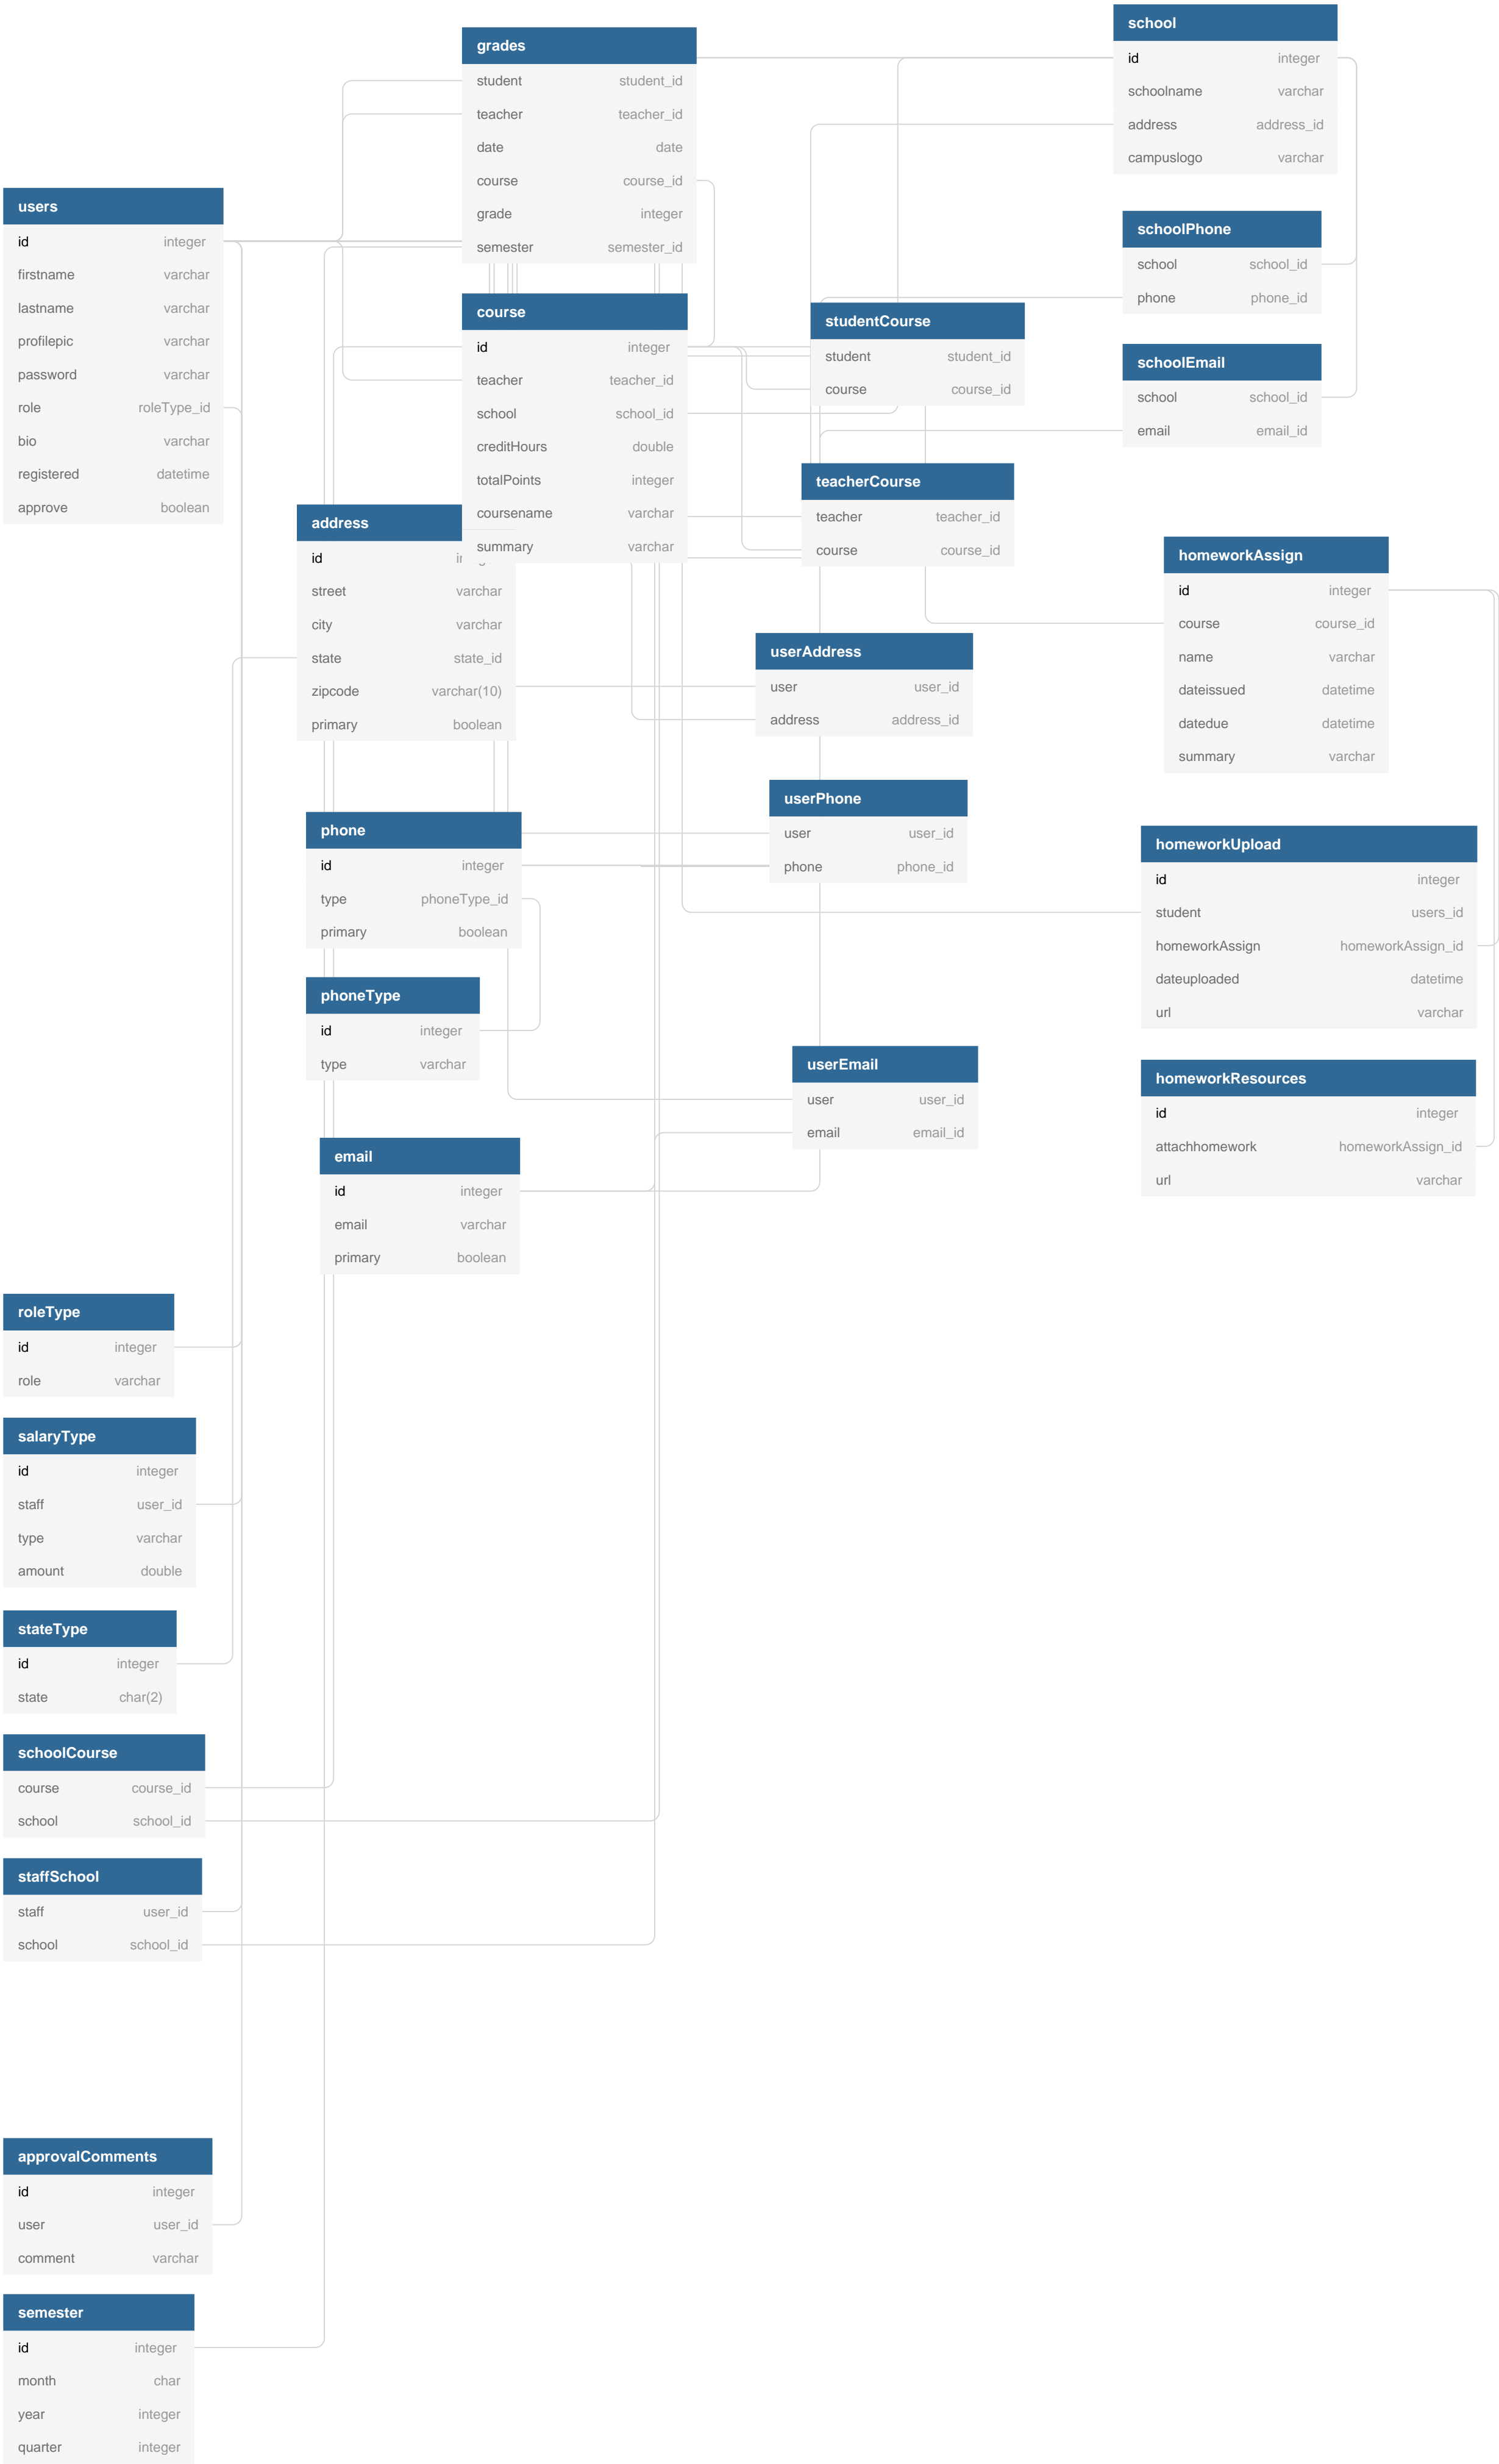 grades
student student_id
teacher teacher_id
date date
course course_id
grade integer
semester semester_id
school
id integer
schoolname varchar
address address_id
campuslogo varchar
users
id integer
firstname varchar
lastname varchar
profilepic varchar
password varchar
role roleType_id
bio varchar
registered datetime
approve boolean
schoolPhone
school school_id
phone phone_id
course
id integer
teacher teacher_id
school school_id
creditHours double
totalPoints integer
coursename varchar
summary varchar
studentCourse
student student_id
course course_id
schoolEmail
school school_id
email email_id
teacherCourse
teacher teacher_id
course course_id
address
id
street varchar
city varchar
state state_id
zipcode varchar(10)
primary boolean
homeworkAssign
id integer
course course_id
name varchar
dateissued datetime
datedue datetime
summary varchar
userAddress
user user_id
address address_id
userPhone
user user_id
phone phone_id
phone
id integer
type phoneType_id
primary boolean
homeworkUpload
id integer
student users_id
homeworkAssign homeworkAssign_id
dateuploaded datetime
url varchar
phoneType
id integer
type varchar
userEmail
user user_id
email email_id
homeworkResources
id integer
attachhomework homeworkAssign_id
url varchar
email
id integer
email varchar
primary boolean
roleType
id integer
role varchar
salaryType
id integer
staff user_id
type varchar
amount double
stateType
id integer
state char(2)
schoolCourse
course course_id
school school_id
staffSchool
staff user_id
school school_id
approvalComments
id integer
user user_id
comment varchar
semester
id integer
month char
year integer
quarter integer